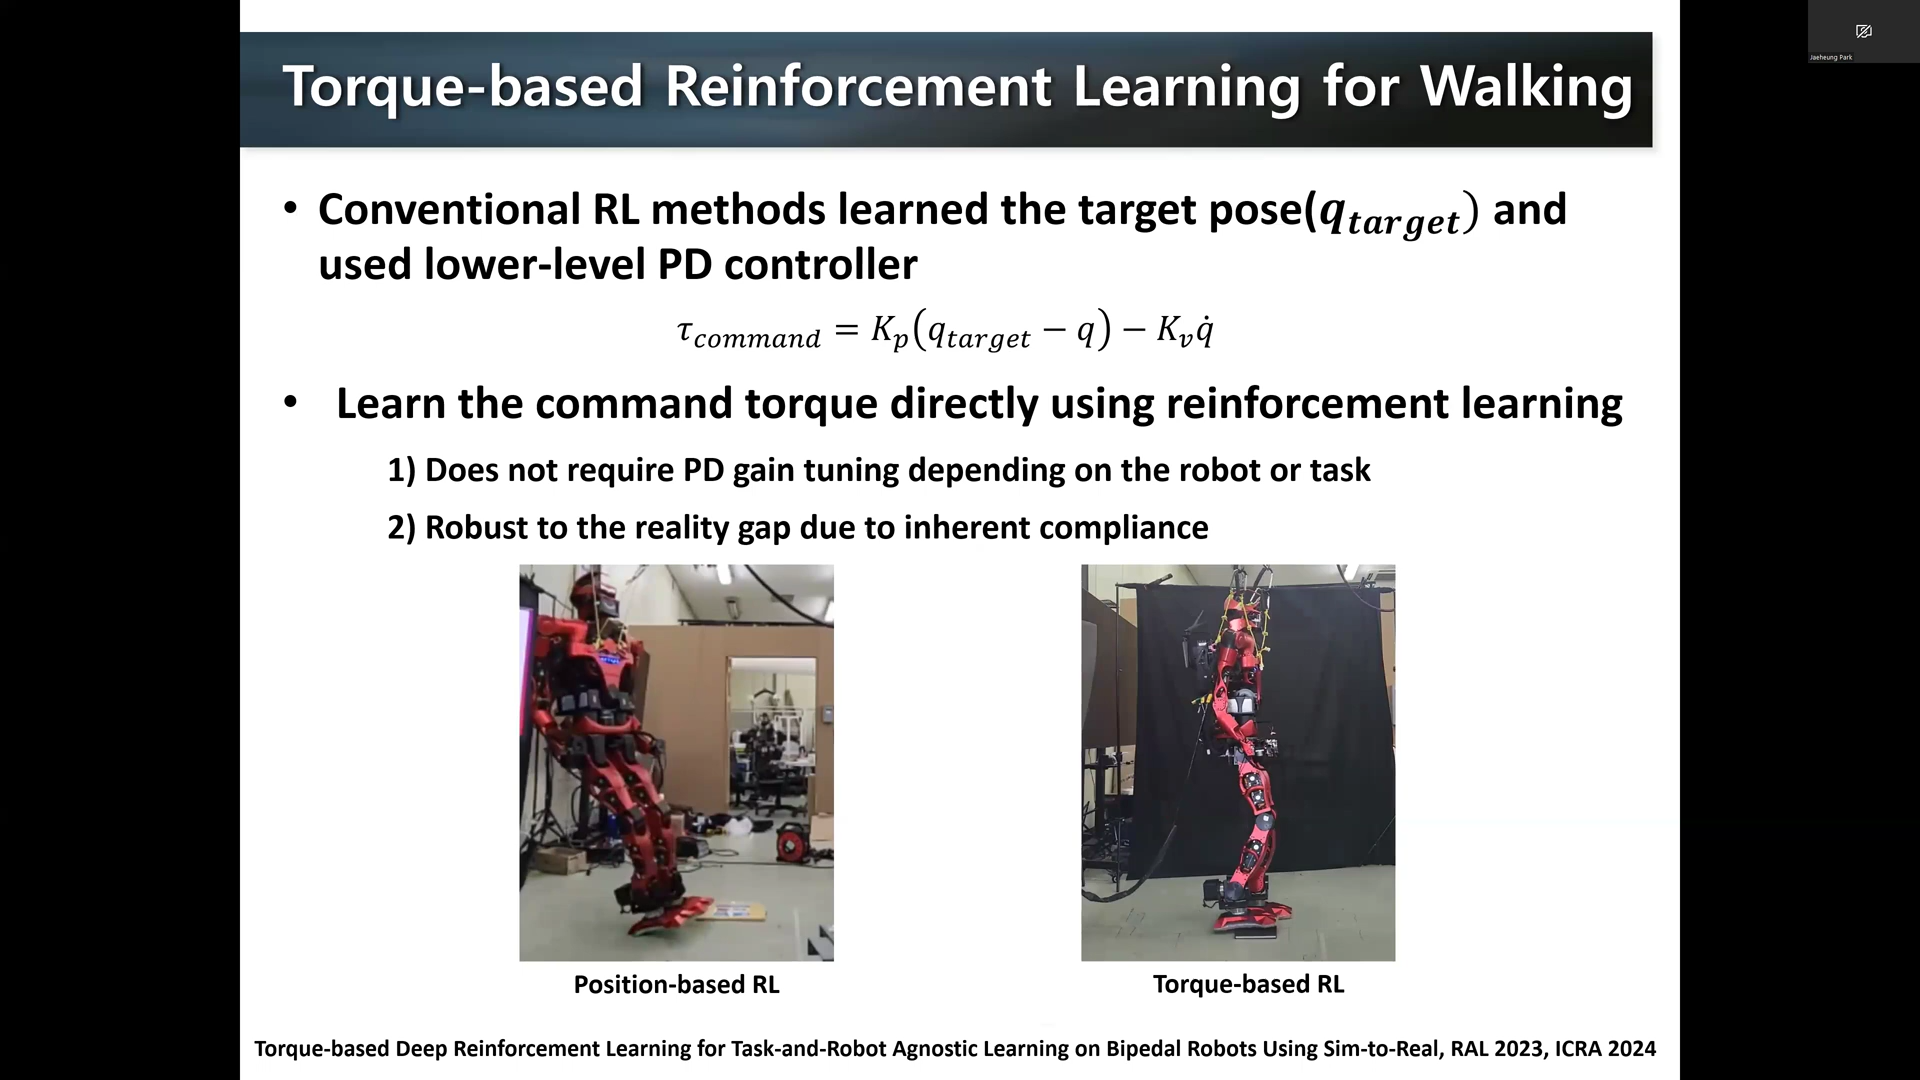 Jaeheung Park
Torque-based Reinforcement Learning for Walking
• Conventional RL methods learned the target pose(q_target) and
used lower-level PD controller
τ_command = K_p(q_target − q) − K_v q̇
• Learn the command torque directly using reinforcement learning
1) Does not require PD gain tuning depending on the robot or task
2) Robust to the reality gap due to inherent compliance
Position-based RL
Torque-based RL
Torque-based Deep Reinforcement Learning for Task-and-Robot Agnostic Learning on Bipedal Robots Using Sim-to-Real, RAL 2023, ICRA 2024